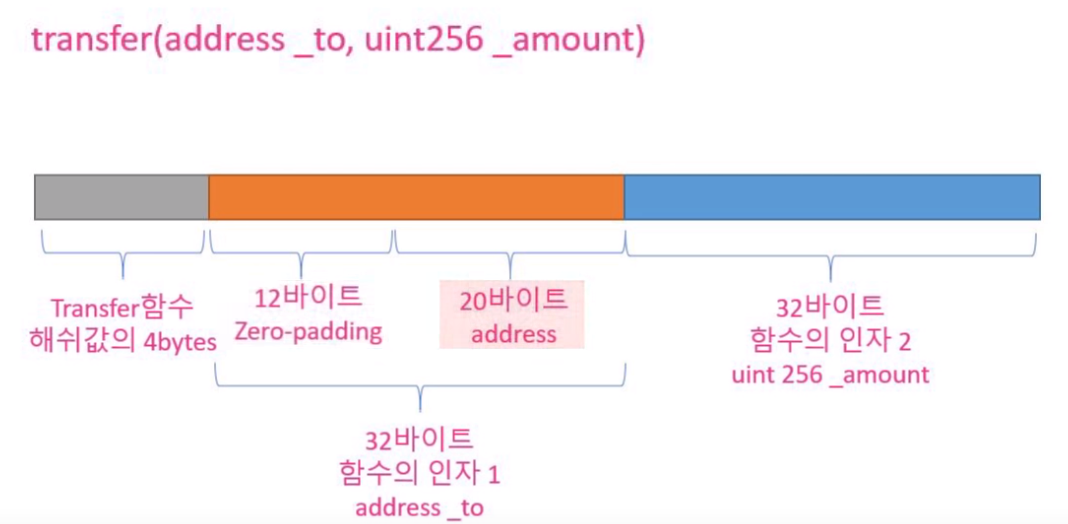 transfer(address _to, uint256 _amount)
Transfer함수
해쉬값의 4bytes
12바이트
Zero-padding
20바이트
address
32바이트
함수의 인자 2
uint 256 _amount
32바이트
함수의 인자 1
address _to